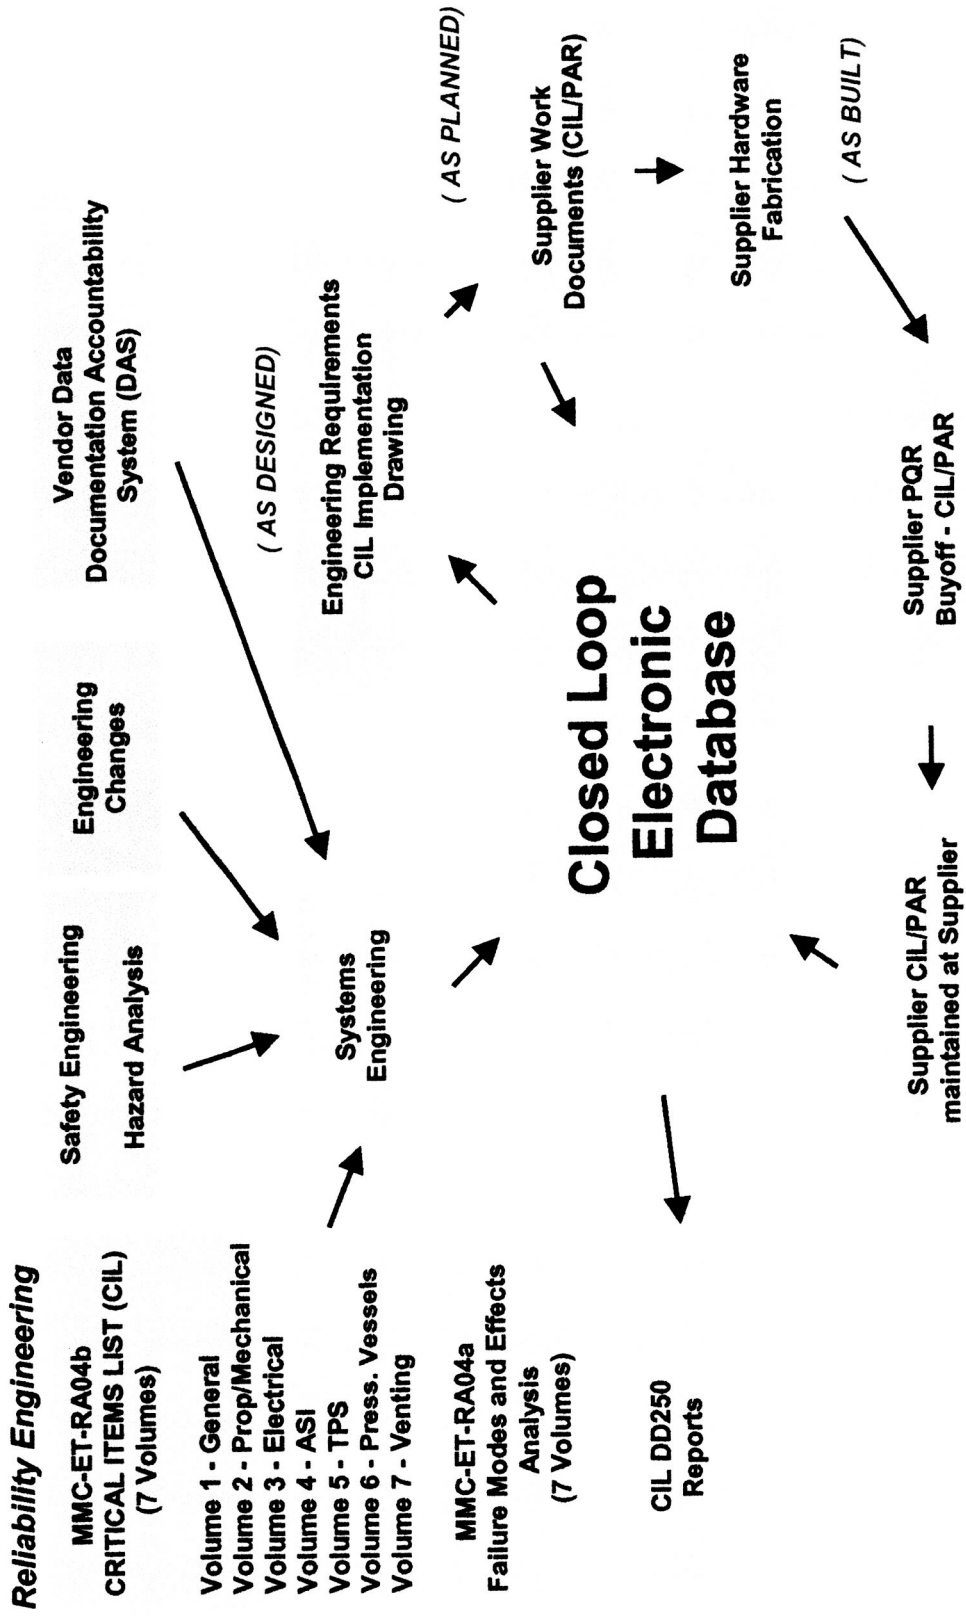 Reliability Engineering
MMC-ET-RA04b
CRITICAL ITEMS LIST (CIL)
(7 Volumes)
Volume 1 - General
Volume 2 - Prop/Mechanical
Volume 3 - Electrical
Volume 4 - ASI
Volume 5 - TPS
Volume 6 - Press. Vessels
Volume 7 - Venting
MMC-ET-RA04a
Failure Modes and Effects
Analysis
(7 Volumes)
CIL DD250
Reports
Safety Engineering
Hazard Analysis
Engineering
Changes
Vendor Data
Documentation Accountability
System (DAS)
Systems
Engineering
( AS DESIGNED)
Engineering Requirements
CIL Implementation
Drawing
( AS PLANNED)
Supplier Work
Documents (CIL/PAR)
Closed Loop
Electronic
Database
Supplier Hardware
Fabrication
( AS BUILT)
Supplier PQR
Buyoff - CIL/PAR
Supplier CIL/PAR
maintained at Supplier